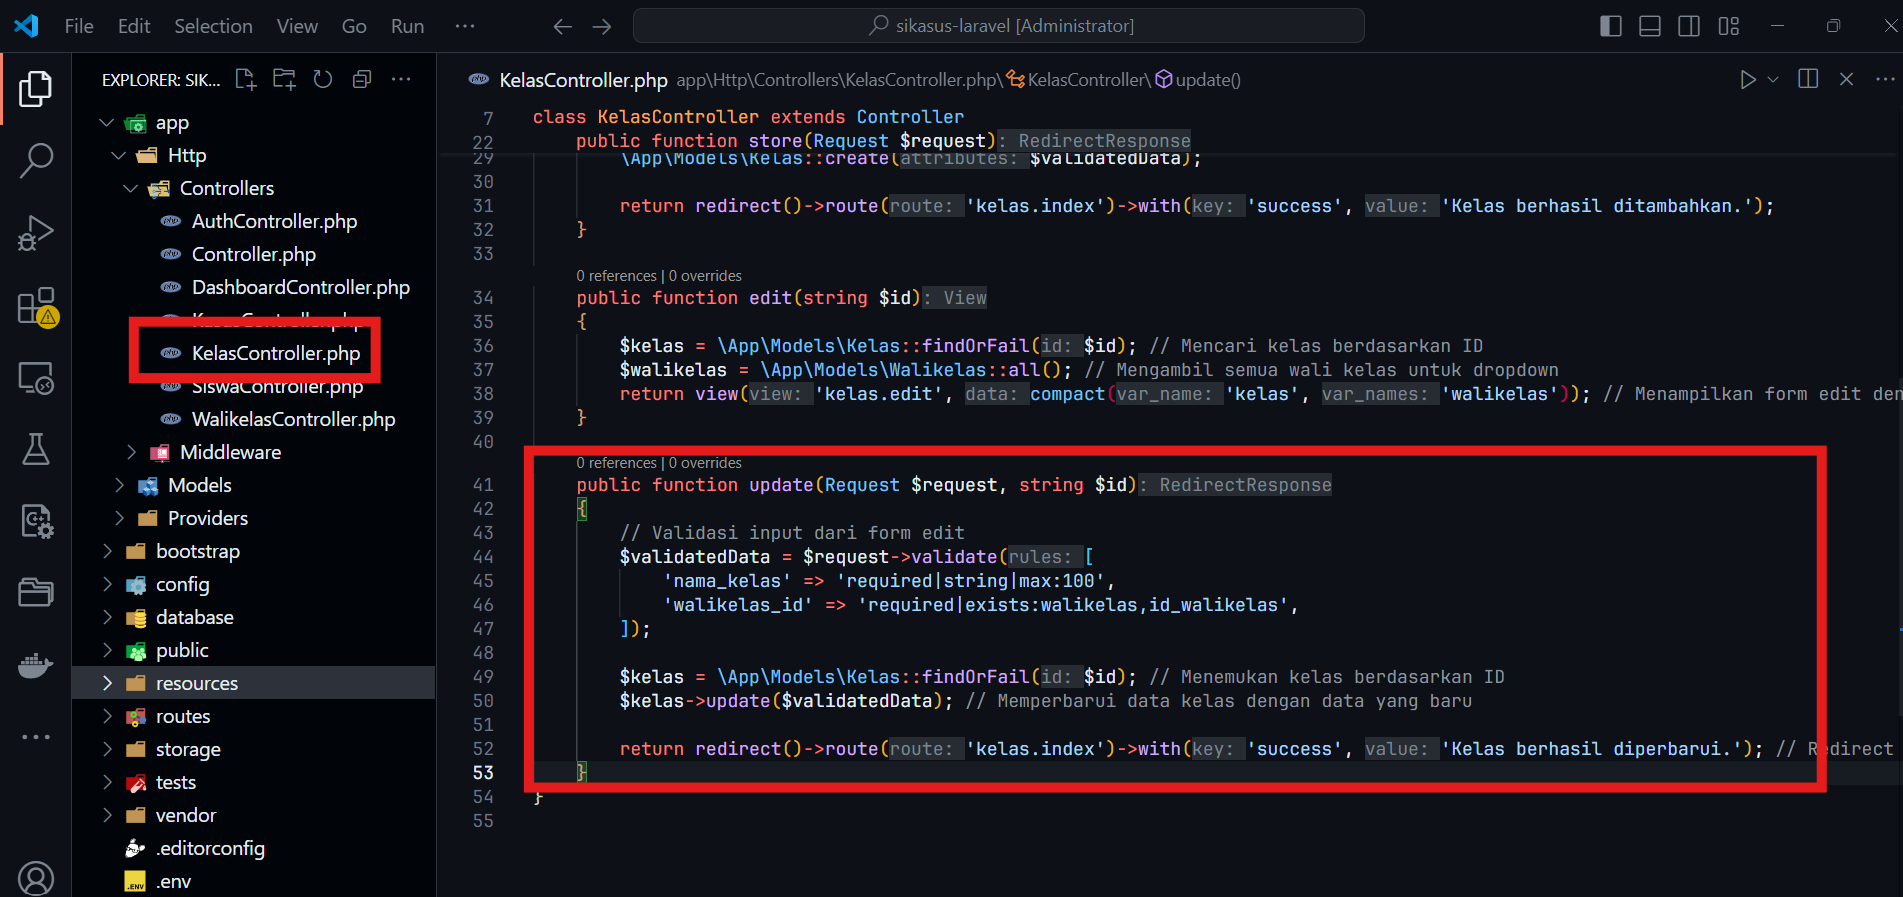 File Edit Selection View Go Run ··· sikasus-laravel [Administrator]
EXPLORER: SIK...
KelasController.php app\Http\Controllers\KelasController.php\KelasController\update()
app
Http
Controllers
AuthController.php
Controller.php
DashboardController.php
KasusController.php
KelasController.php
SiswaController.php
WalikelasController.php
Middleware
Models
Providers
bootstrap
config
database
public
resources
routes
storage
tests
vendor
.editorconfig
.env
7 class KelasController extends Controller
22 public function store(Request $request): RedirectResponse
29 \App\Models\Kelas::create(attributes: $validatedData);
30
31 return redirect()->route(route: 'kelas.index')->with(key: 'success', value: 'Kelas berhasil ditambahkan.');
32 }
33
0 references | 0 overrides
34 public function edit(string $id): View
35 {
36 $kelas = \App\Models\Kelas::findOrFail(id: $id); // Mencari kelas berdasarkan ID
37 $walikelas = \App\Models\Walikelas::all(); // Mengambil semua wali kelas untuk dropdown
38 return view(view: 'kelas.edit', data: compact(var_name: 'kelas', var_names: 'walikelas')); // Menampilkan form edit den
39 }
40
0 references | 0 overrides
41 public function update(Request $request, string $id): RedirectResponse
42 {
43 // Validasi input dari form edit
44 $validatedData = $request->validate(rules: [
45 'nama_kelas' => 'required|string|max:100',
46 'walikelas_id' => 'required|exists:walikelas,id_walikelas',
47 ]);
48
49 $kelas = \App\Models\Kelas::findOrFail(id: $id); // Menemukan kelas berdasarkan ID
50 $kelas->update($validatedData); // Memperbarui data kelas dengan data yang baru
51
52 return redirect()->route(route: 'kelas.index')->with(key: 'success', value: 'Kelas berhasil diperbarui.'); // Redirect
53 }
54 }
55